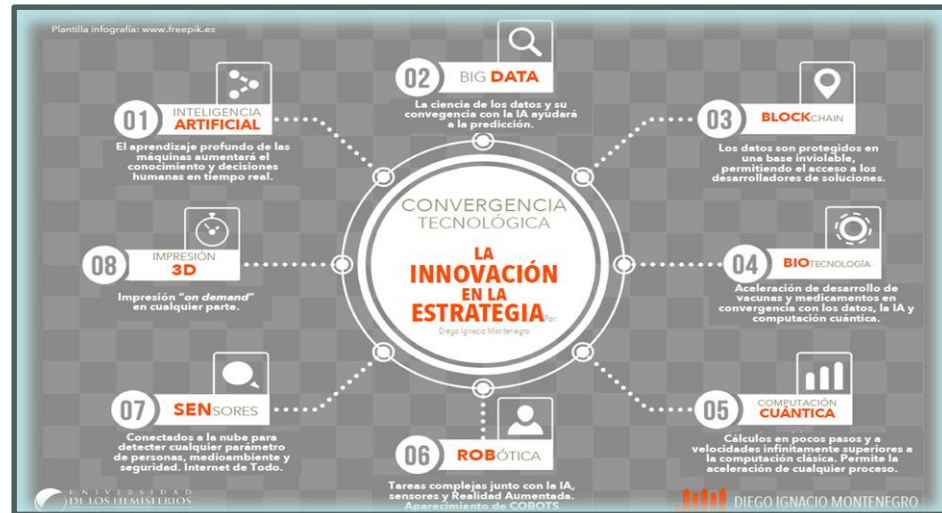 Plantilla infografía: www.freepik.es
01
INTELIGENCIA
ARTIFICIAL
El aprendizaje profundo de las
máquinas aumentará el
conocimiento y decisiones
humanas en tiempo real.
02
BIG DATA
La ciencia de los datos y su
convegencia con la IA ayudará
a la predicción.
03
BLOCKCHAIN
Los datos son protegidos en
una base inviolable,
permitiendo el acceso a los
desarrolladores de soluciones.
CONVERGENCIA
TECNOLÓGICA
LA
INNOVACIÓN
EN LA
ESTRATEGIA Por:
Diego Ignacio Montenegro
08
IMPRESIÓN
3D
Impresión "on demand"
en cualquier parte.
04
BIOTECNOLOGÍA
Aceleración de desarrollo de
vacunas y medicamentos en
convergencia con los datos, la IA y
computación cuántica.
07
SENSORES
Conectados a la nube para
detecter cualquier parámetro
de personas, medioambiente y
seguridad. Internet de Todo.
06
ROBÓTICA
Tareas complejas junto con la IA,
sensores y Realidad Aumentada.
Aparecimiento de COBOTS
05
COMPUTACIÓN
CUÁNTICA
Cálculos en pocos pasos y a
velocidades infinitamente superiores a
la computación clásica. Permite la
aceleración de cualquier proceso.
UNIVERSIDAD
DE LOS HEMISFERIOS
DIEGO IGNACIO MONTENEGRO